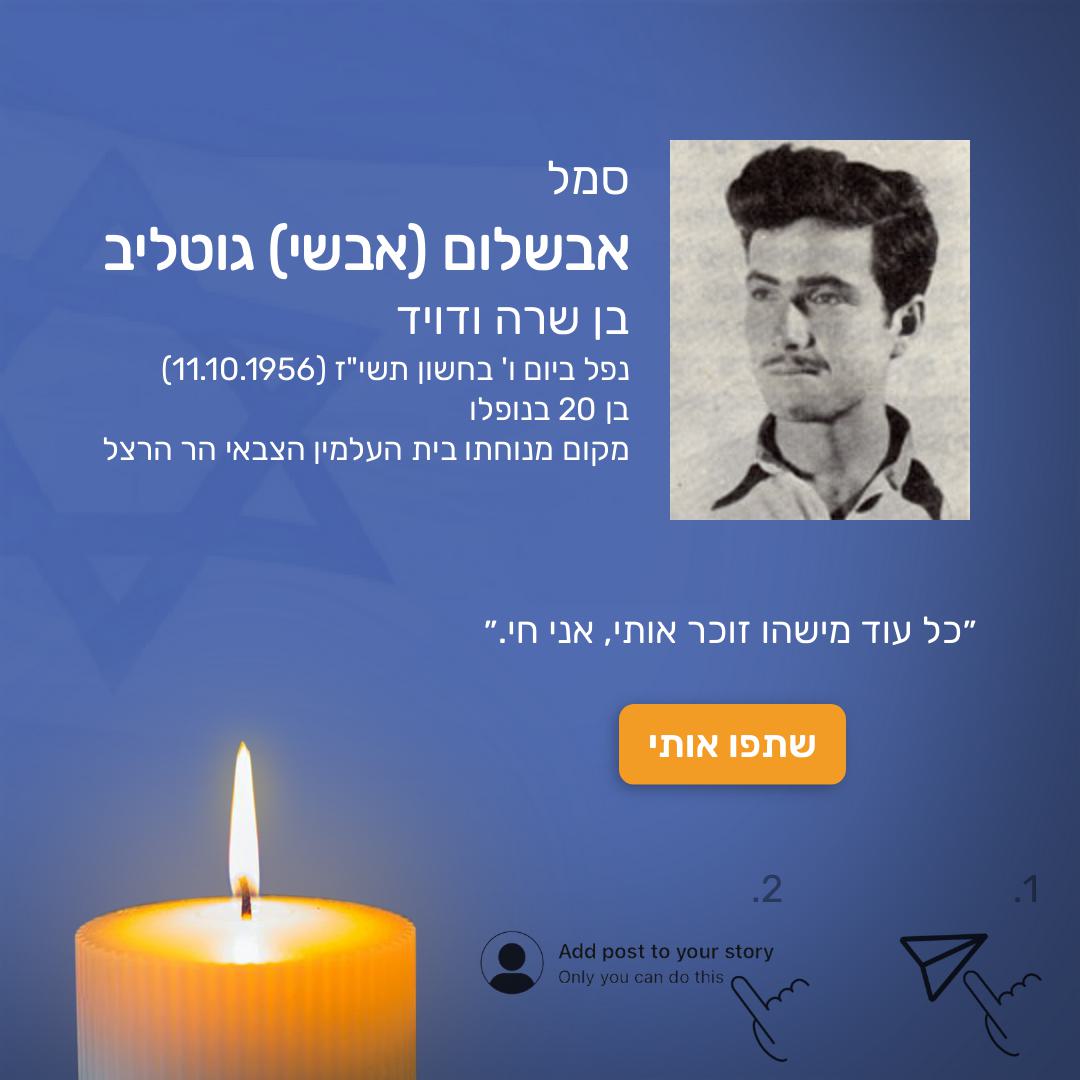 סמל
אבשלום (אבשי) גוטליב
בן שרה ודויד
נפל ביום ו' בחשון תשי"ז (11.10.1956)
בן 20 בנופלו
מקום מנוחתו בית העלמין הצבאי הר הרצל
״כל עוד מישהו זוכר אותי, אני חי.״
שתפו אותי
.1
.2
Add post to your story
Only you can do this